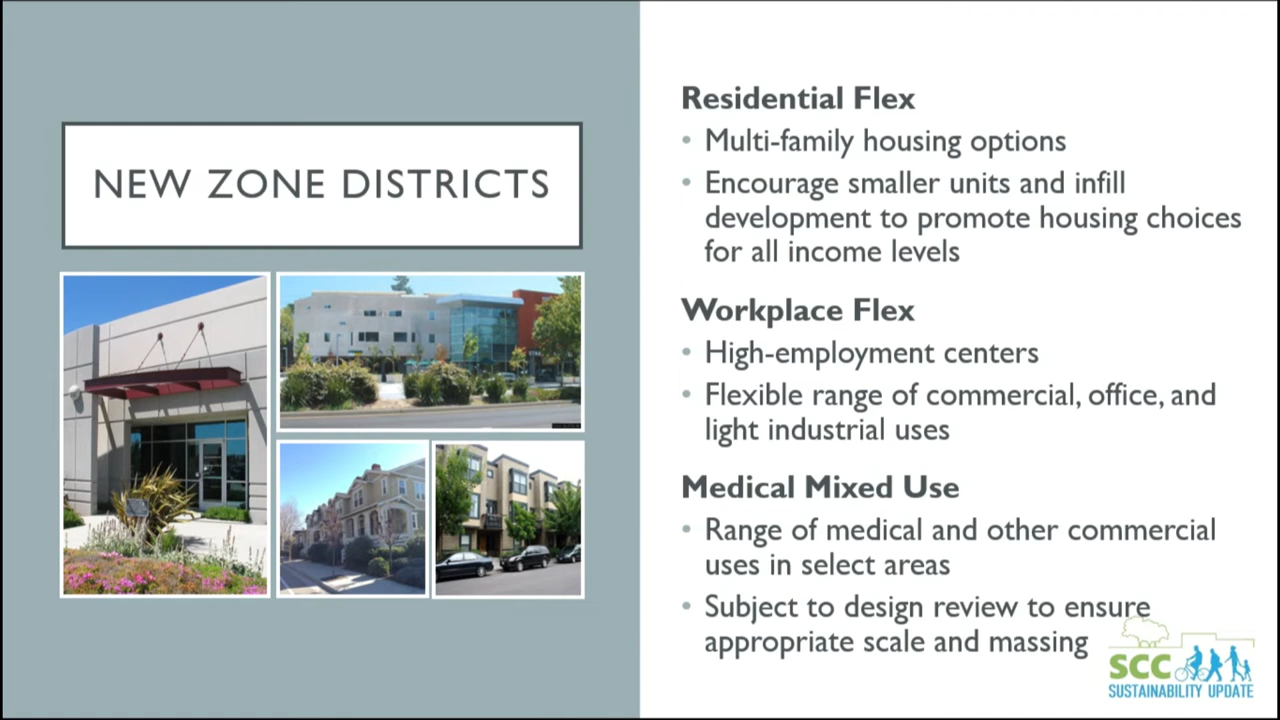 NEW ZONE DISTRICTS
Residential Flex
• Multi-family housing options
• Encourage smaller units and infill
development to promote housing choices
for all income levels
Workplace Flex
• High-employment centers
• Flexible range of commercial, office, and
light industrial uses
Medical Mixed Use
• Range of medical and other commercial
uses in select areas
• Subject to design review to ensure
appropriate scale and massing
SCC
SUSTAINABILITY UPDATE